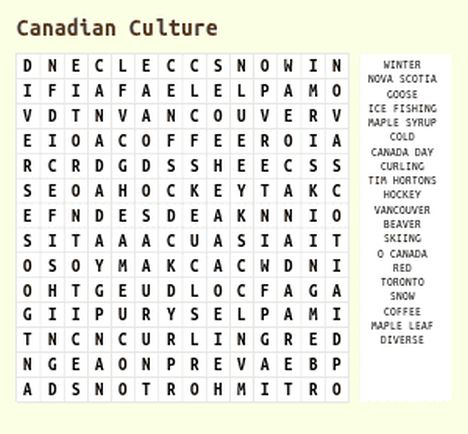 Canadian Culture
D N E C L E C C S N O W I N
I F I A F A E L E L P A M O
V D T N V A N C O U V E R V
E I O A C O F F E E R O I A
R C R D G D S S H E E C S S
S E O A H O C K E Y T A K C
E F N D E S D E A K N N I O
S I T A A A C U A S I A I T
O S O Y M A K C A C W D N I
O H T G E U D L O C F A G A
G I I P U R Y S E L P A M I
T N C N C U R L I N G R E D
N G E A O N P R E V A E B P
A D S N O T R O H M I T R O
WINTER
NOVA SCOTIA
GOOSE
ICE FISHING
MAPLE SYRUP
COLD
CANADA DAY
CURLING
TIM HORTONS
HOCKEY
VANCOUVER
BEAVER
SKIING
O CANADA
RED
TORONTO
SNOW
COFFEE
MAPLE LEAF
DIVERSE